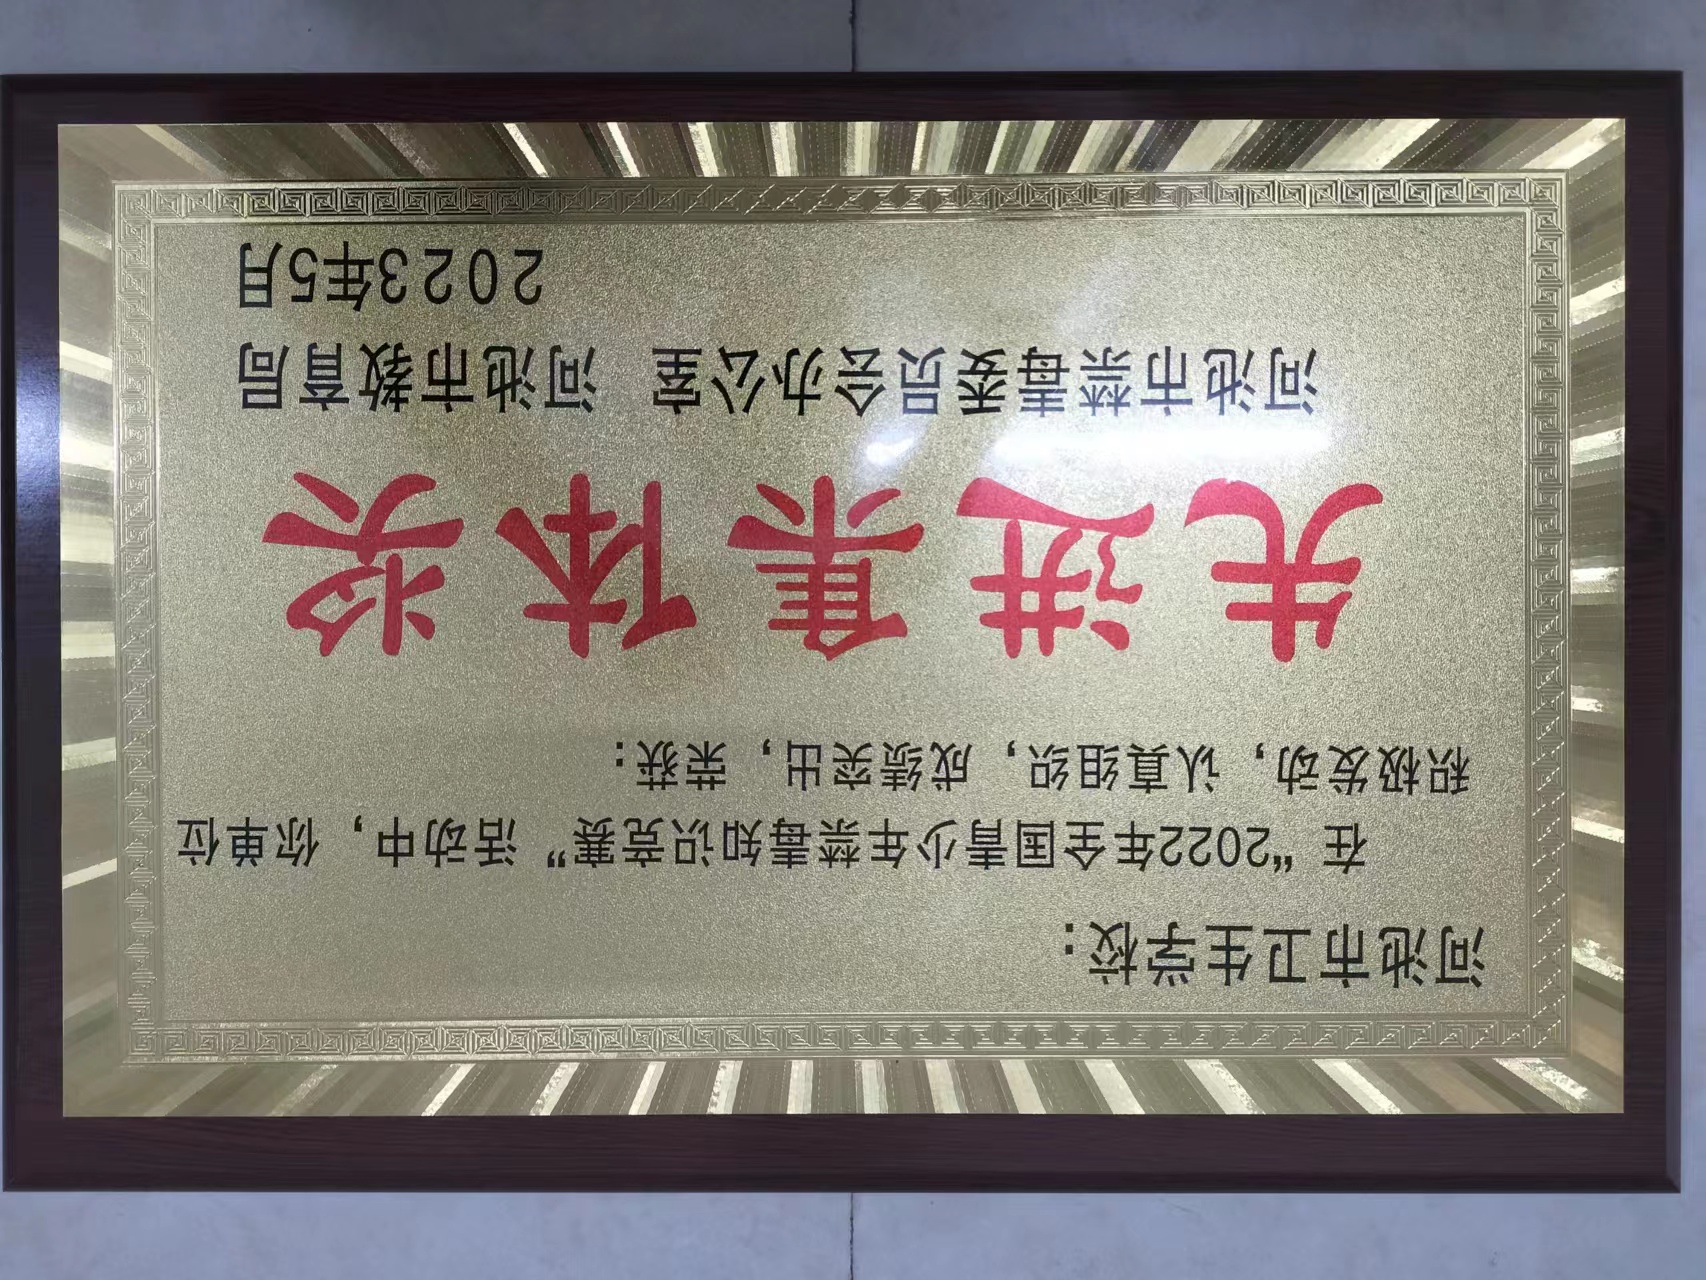 河池市卫生学校：
在“2022年全国青少年禁毒知识竞赛”活动中，你单位
积极发动，认真组织，成绩突出，荣获：
先进集体奖
河池市禁毒委员会办公室 河池市教育局
2023年5月